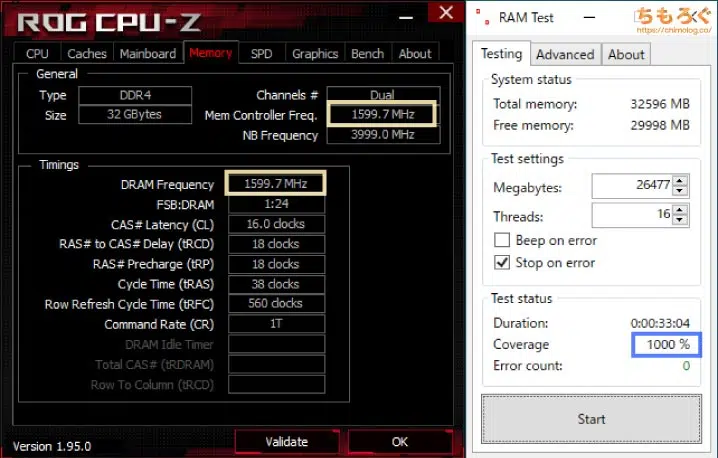 ROG CPU-Z
CPU Caches Mainboard Memory SPD Graphics Bench About
General
Type DDR4 Channels # Dual
Size 32 GBytes Mem Controller Freq. 1599.7 MHz
NB Frequency 3999.0 MHz
Timings
DRAM Frequency 1599.7 MHz
FSB:DRAM 1:24
CAS# Latency (CL) 16.0 clocks
RAS# to CAS# Delay (tRCD) 18 clocks
RAS# Precharge (tRP) 18 clocks
Cycle Time (tRAS) 38 clocks
Row Refresh Cycle Time (tRFC) 560 clocks
Command Rate (CR) 1T
DRAM Idle Timer
Total CAS# (tRDRAM)
Row To Column (tRCD)
Version 1.95.0 Validate OK
RAM Test
ちもろぐ
https://chimolog.co/
Testing Advanced About
System status
Total memory: 32596 MB
Free memory: 29998 MB
Test settings
Megabytes: 26477
Threads: 16
Beep on error
Stop on error
Test status
Duration: 0:00:33:04
Coverage 1000 %
Error count: 0
Start